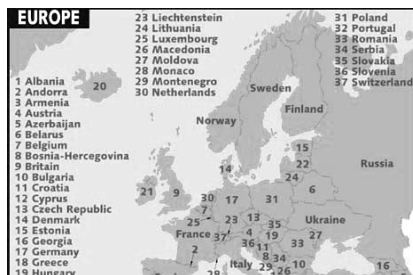 EUROPE
1 Albania
2 Andorra
3 Armenia
4 Austria
5 Azerbaijan
6 Belarus
7 Belgium
8 Bosnia-Hercegovina
9 Britain
10 Bulgaria
11 Croatia
12 Cyprus
13 Czech Republic
14 Denmark
15 Estonia
16 Georgia
17 Germany
18 Greece
19 Hungary
23 Liechtenstein
24 Lithuania
25 Luxembourg
26 Macedonia
27 Moldova
28 Monaco
29 Montenegro
30 Netherlands
31 Poland
32 Portugal
33 Romania
34 Serbia
35 Slovakia
36 Slovenia
37 Switzerland
20
Sweden
Finland
Norway
15
Russia
14
22
24
21
9
6
30
17
31
7
25
23
13
35
Ukraine
France
37
4
19
27
36
11
33
2
8
34
28
Italy
29
26
10
16